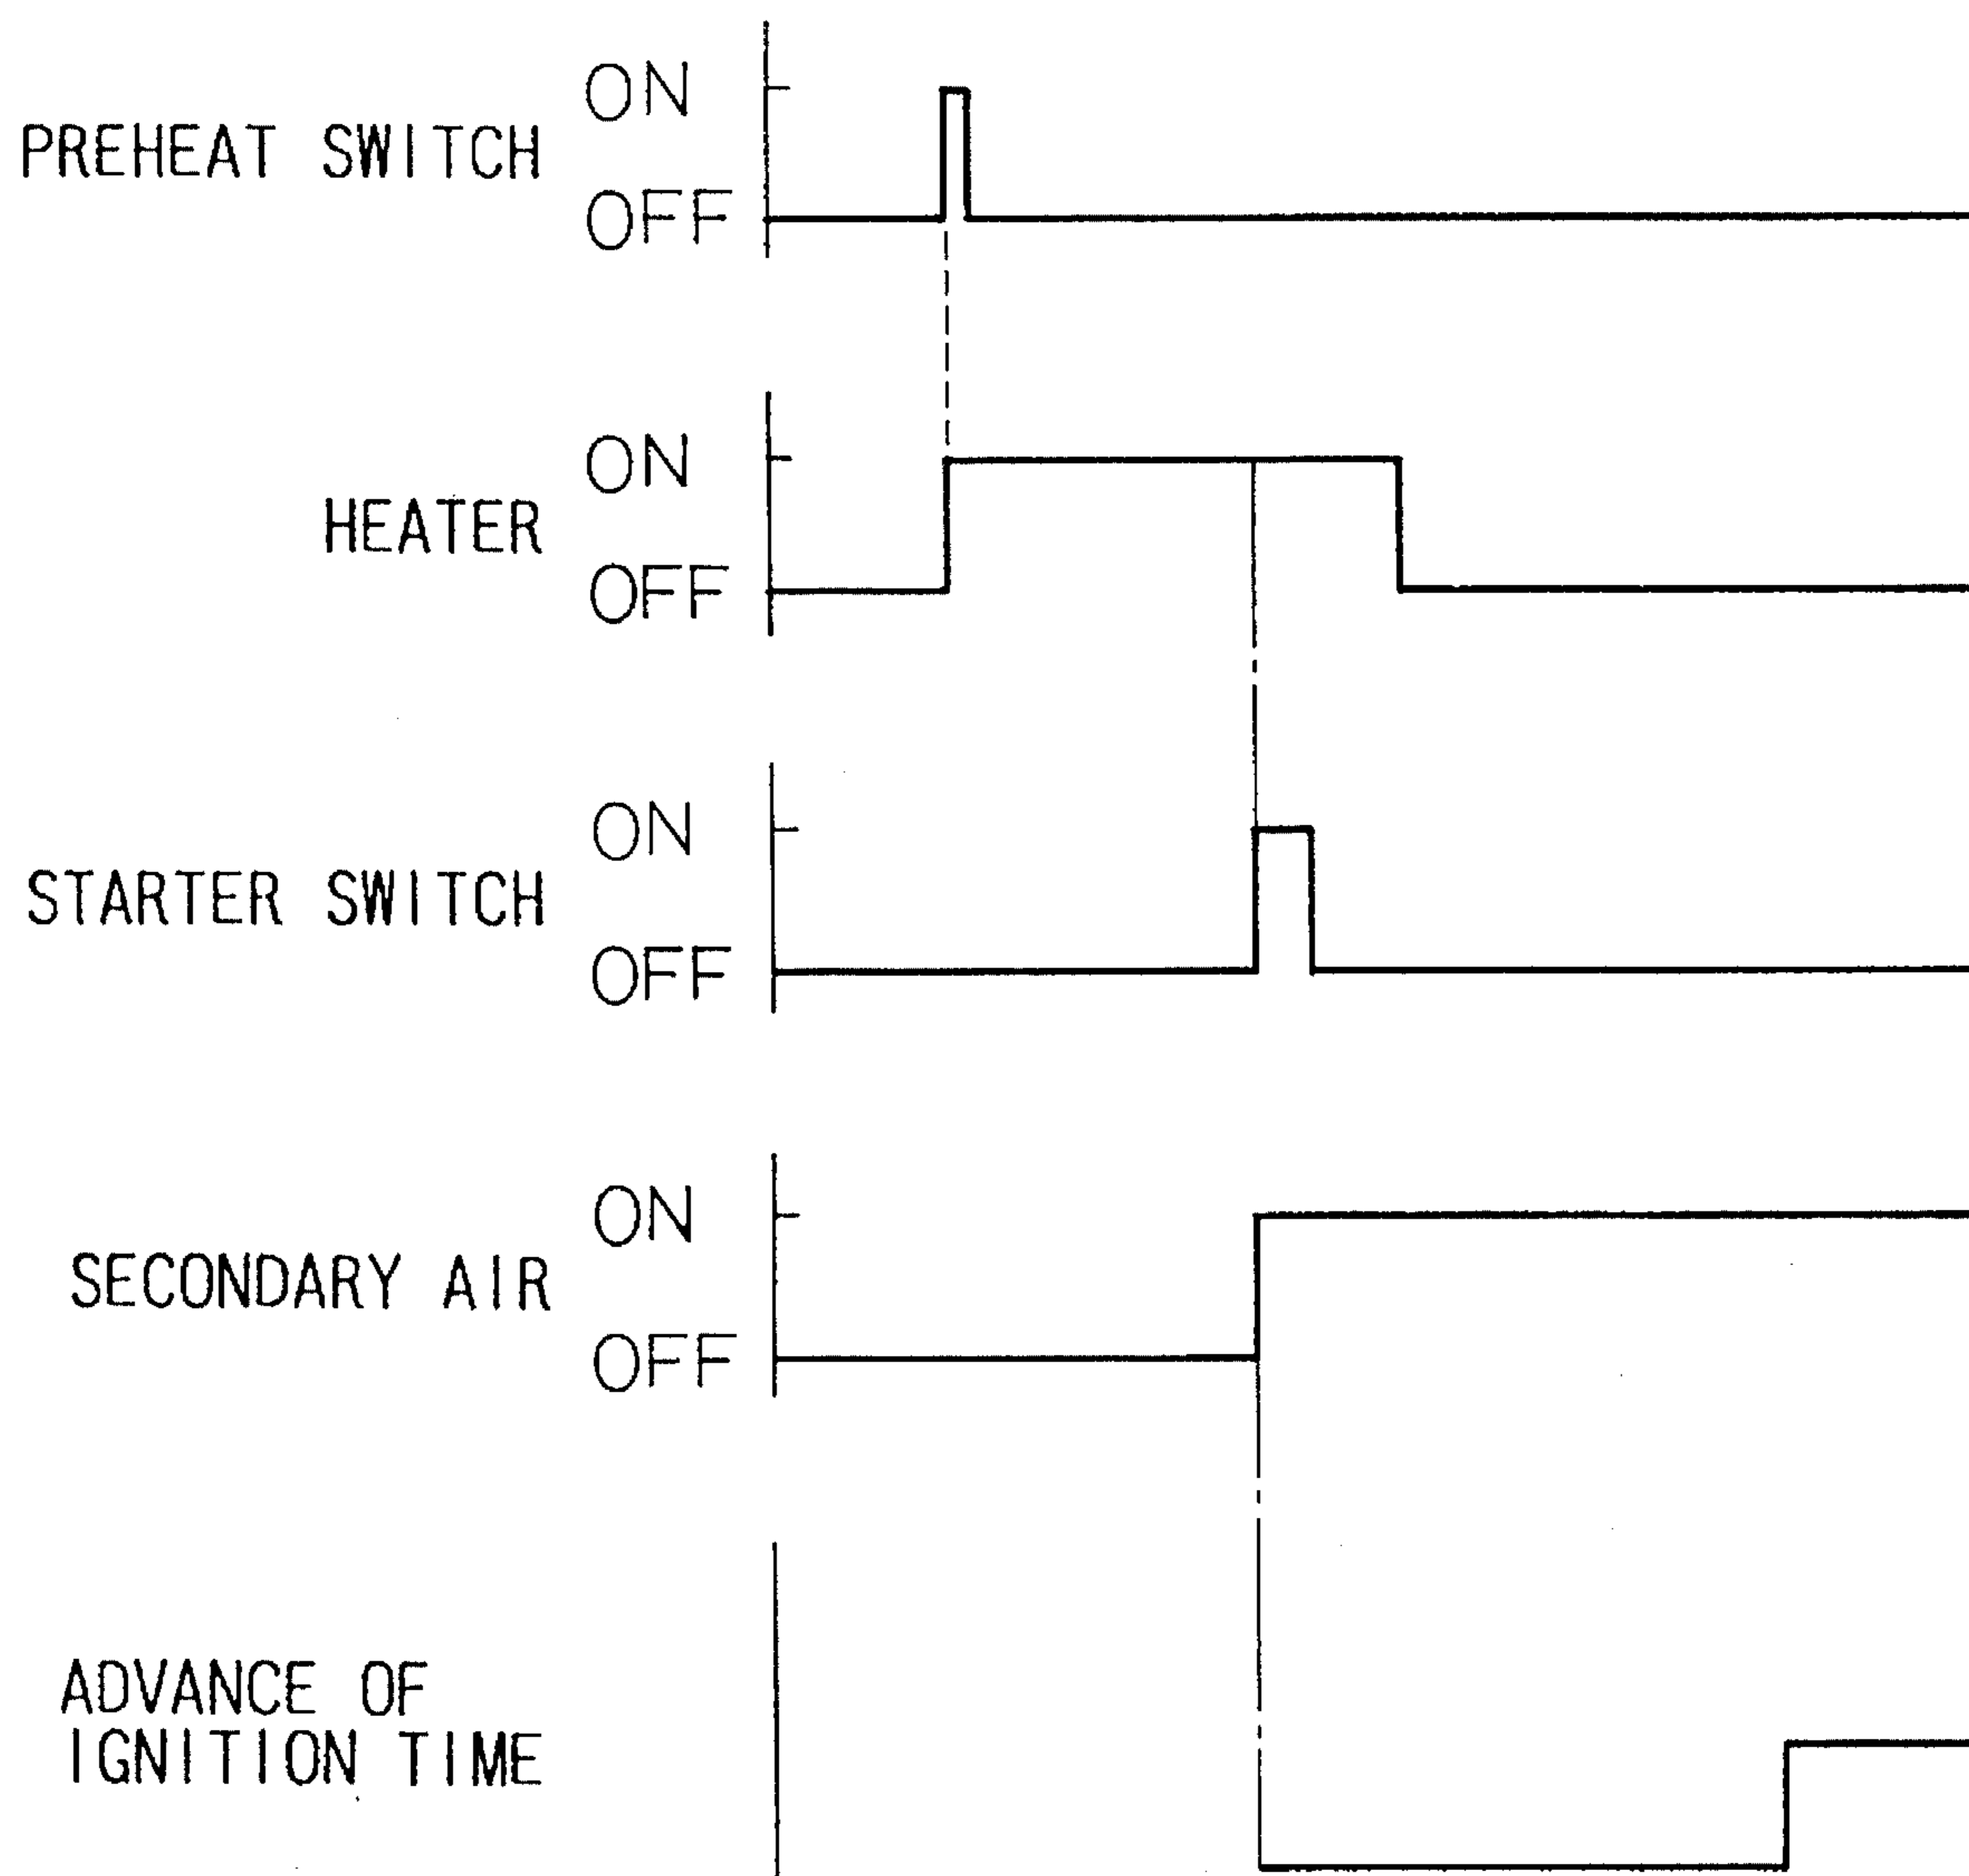 ON
PREHEAT SWITCH
OFF
ON
HEATER
OFF
ON
STARTER SWITCH
OFF
ON
SECONDARY AIR
OFF
ADVANCE OF
IGNITION TIME